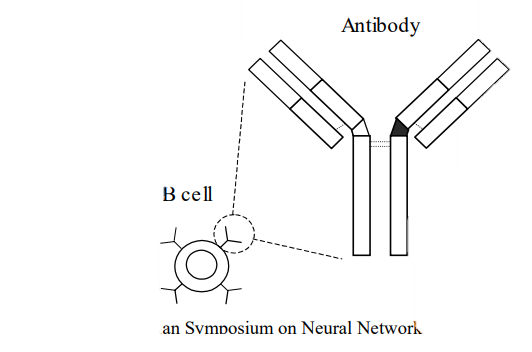 Antibody
B cell
an Symposium on Neural Network